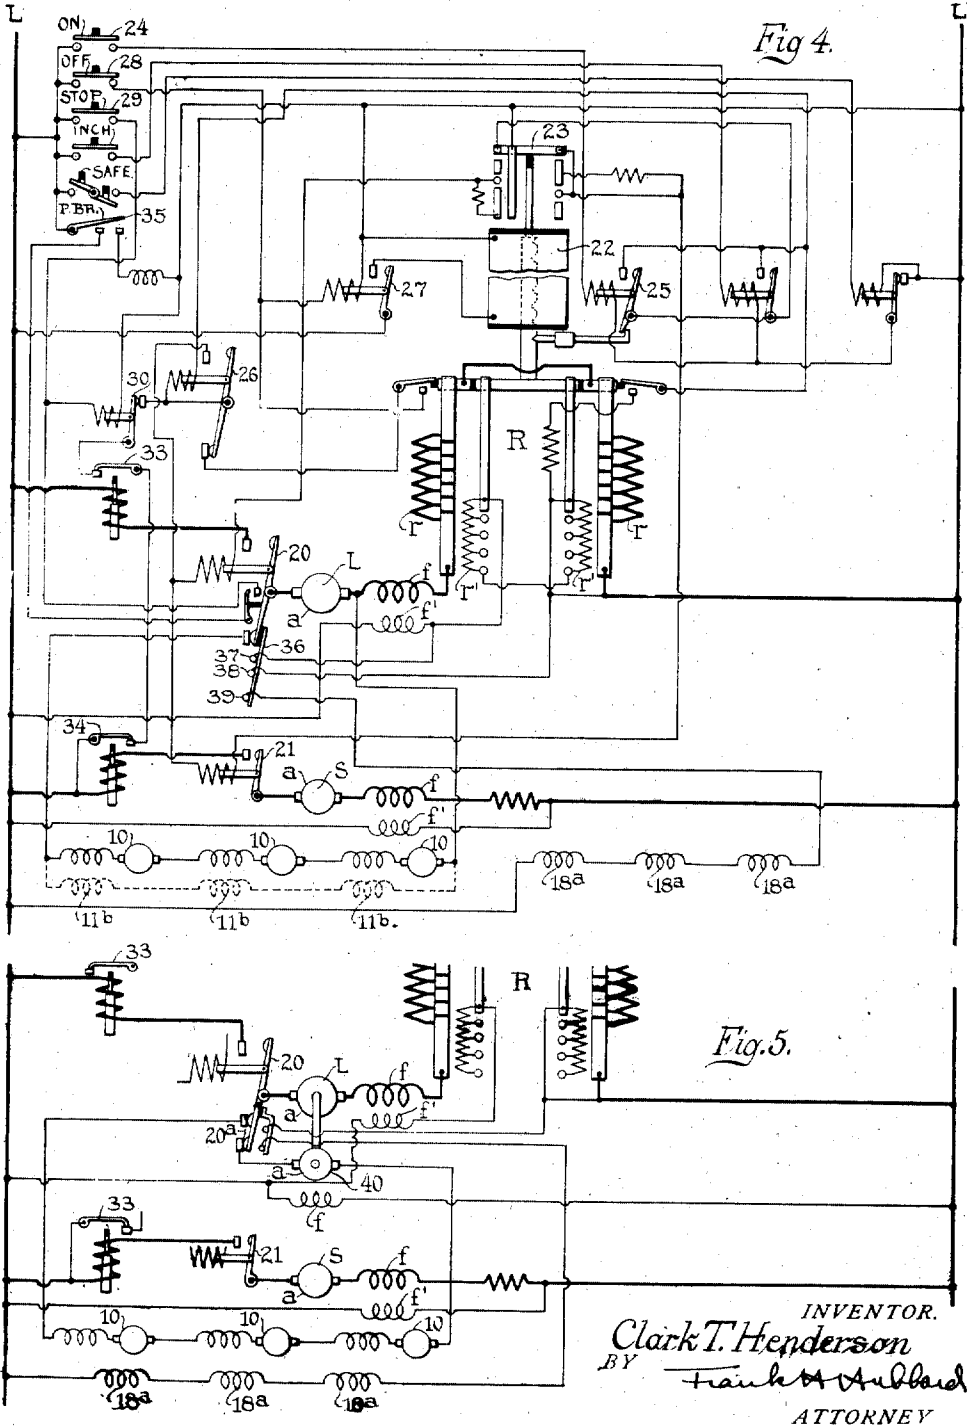 L
L
Fig 4.
ON
24
OFF
28
STOP
29
INCH
SAFE.
P.BR.
35
23
22
27
25
26
30
33
R
r
r
r'
r'
20
L
f
a
f'
36
37
38
39
34
21
a
S
f
f'
10
10
10
18a
18a
18a
11b
11b
11b.
33
R
Fig. 5.
20
L
f
a
f'
20a
a
40
f
33
21
S
f
a
f'
10
10
10
18a
18a
18a
INVENTOR.
Clark T. Henderson
BY
Frank H Hubbard
ATTORNEY